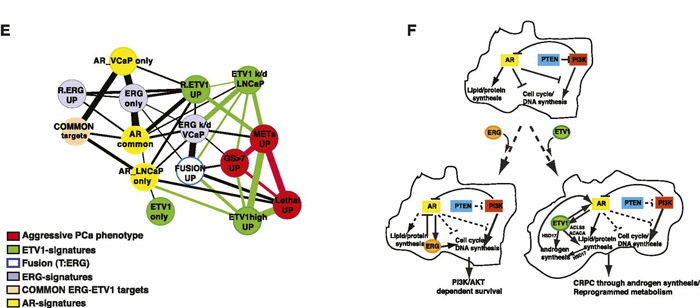 E
AR_VCaP only
R.ERG
UP
ERG
only
R.ETV1
UP
ETV1 k/d
LNCaP
COMMON
targets
AR
common
ERG k/d
VCaP
METs
UP
AR_LNCaP
only
FUSION
UP
GS>7
UP
ETV1
only
ETV1high
UP
Lethal
UP
Aggressive PCa phenotype
ETV1-signatures
Fusion (T:ERG)
ERG-signatures
COMMON ERG-ETV1 targets
AR-signatures
F
AR
PTEN
PI3K
Lipid/protein
synthesis
Cell cycle/
DNA synthesis
ERG
ETV1
AR
PTEN
PI3K
Lipid/protein
synthesis
ERG
Cell cycle/
DNA synthesis
PI3K/AKT
dependent survival
AR
PTEN
PI3K
ETV1
HSD17
ACLS3
ACACA
Lipid/protein
synthesis
Cell cycle/
DNA synthesis
androgen
synthesis
HSD17
CRPC through androgen synthesis/
Reprogrammed metabolism